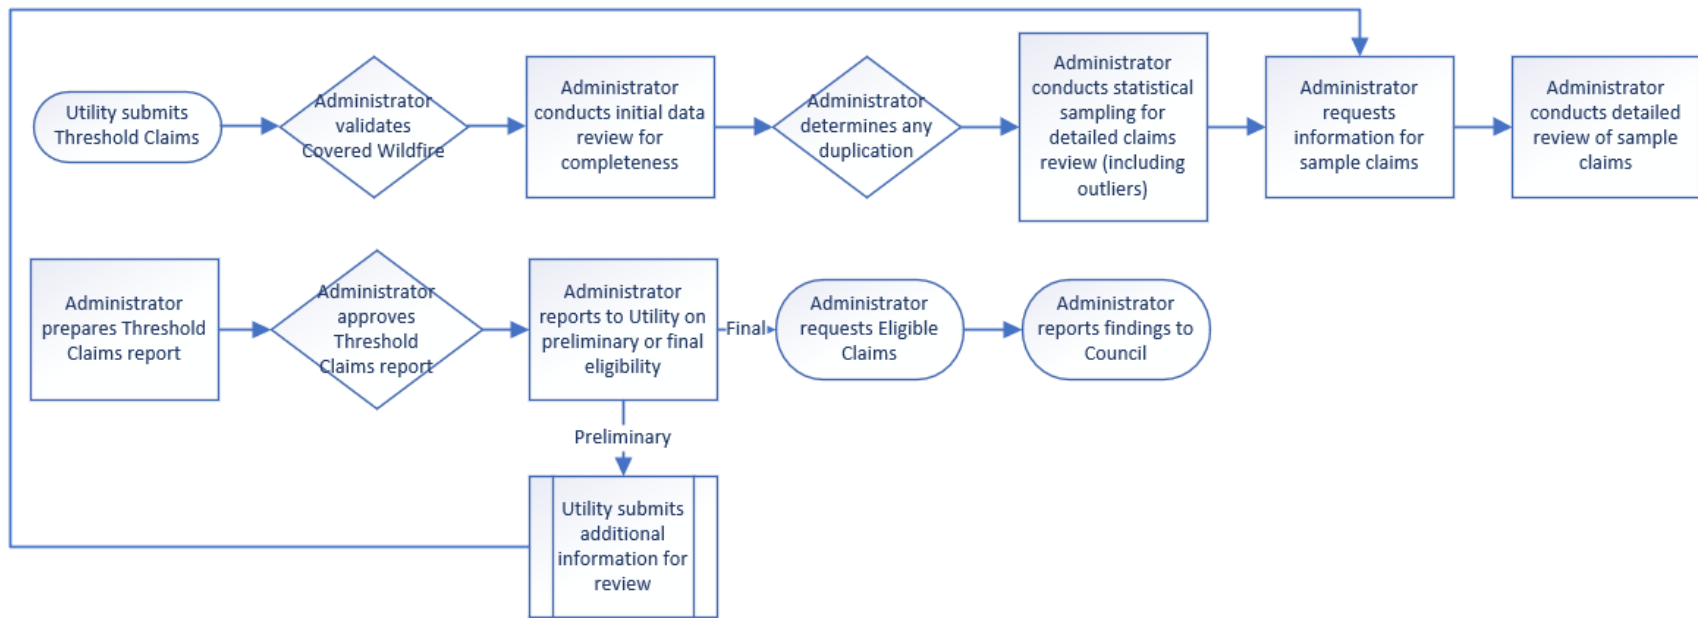 Utility submits
Threshold Claims
Administrator
validates
Covered Wildfire
Administrator
conducts initial data
review for
completeness
Administrator
determines any
duplication
Administrator
conducts statistical
sampling for
detailed claims
review (including
outliers)
Administrator
requests
information for
sample claims
Administrator
conducts detailed
review of sample
claims
Administrator
prepares Threshold
Claims report
Administrator
approves
Threshold
Claims report
Administrator
reports to Utility on
preliminary or final
eligibility
Final
Administrator
requests Eligible
Claims
Administrator
reports findings to
Council
Preliminary
Utility submits
additional
information for
review